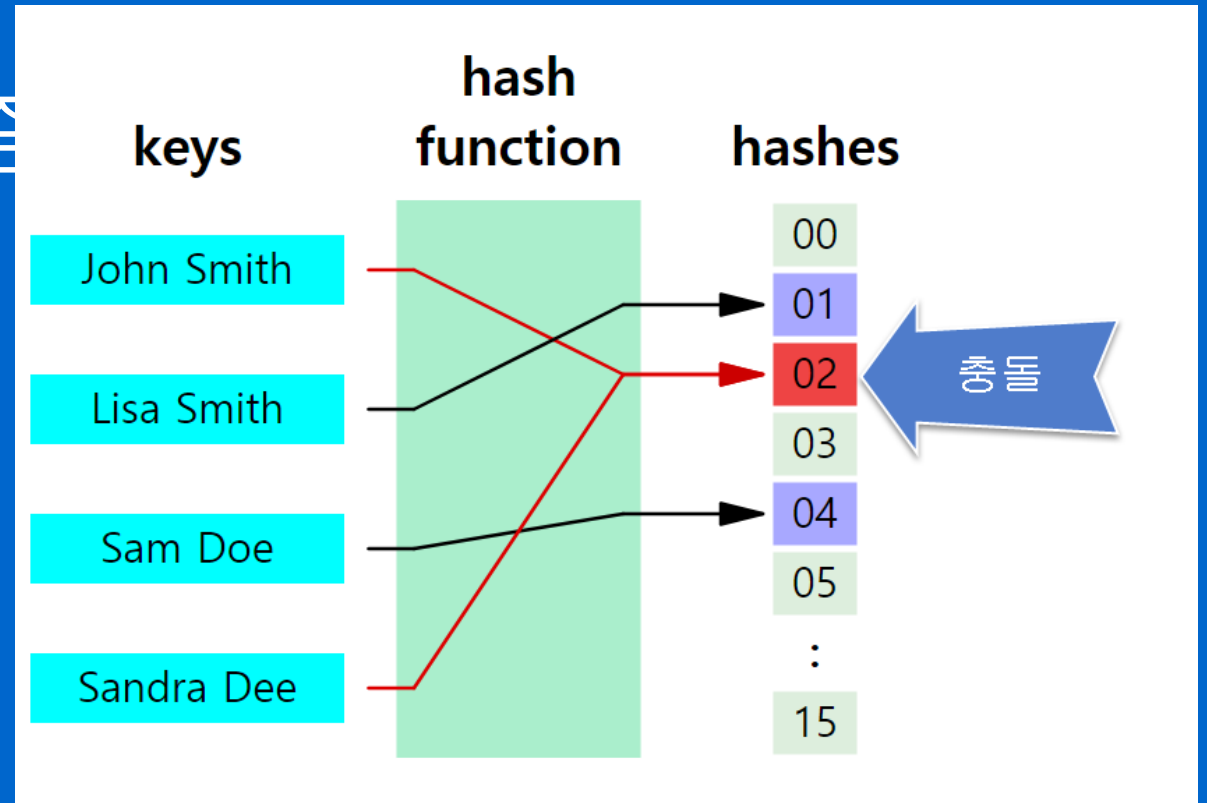 hash
keys function hashes
John Smith
Lisa Smith
Sam Doe
Sandra Dee
00
01
02
03
04
05
:
15
충돌